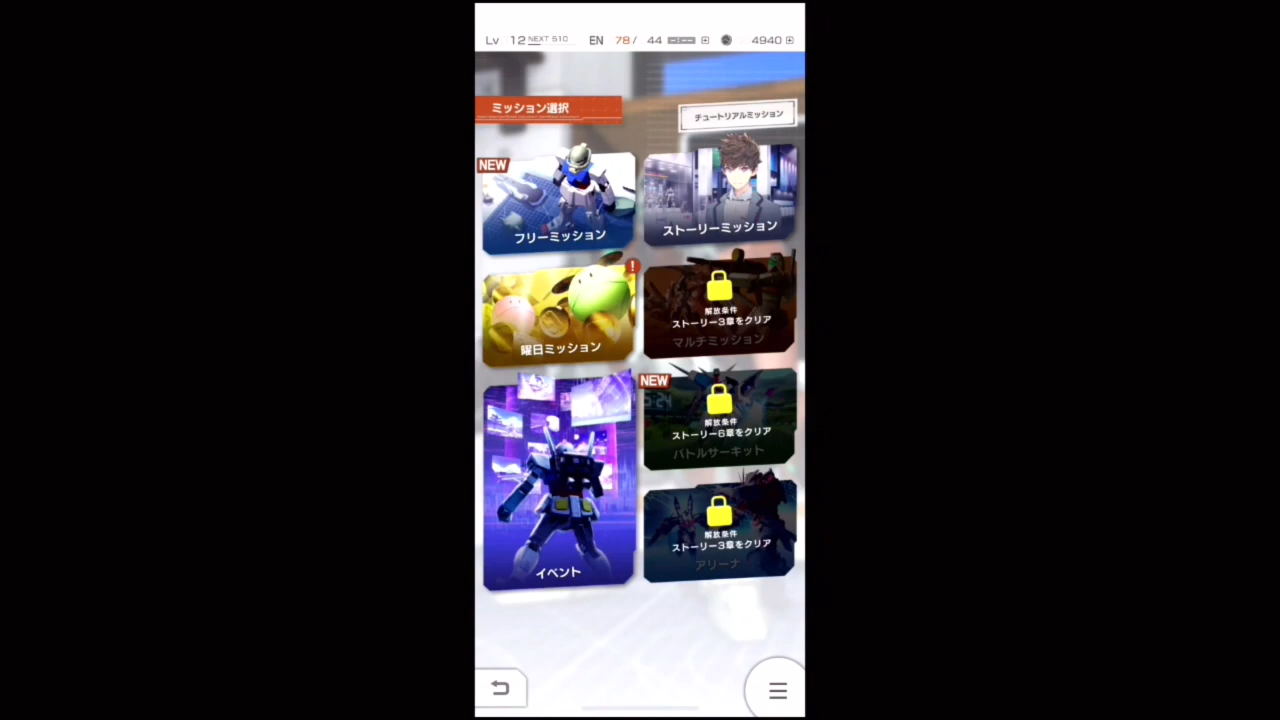 Lv 12 NEXT 510 EN 78/ 44 --:-- 4940
ミッション選択
チュートリアルミッション
NEW
フリーミッション
ストーリーミッション
!
曜日ミッション
解放条件
ストーリー3章をクリア
マルチミッション
NEW
解放条件
ストーリー6章をクリア
バトルサーキット
イベント
解放条件
ストーリー3章をクリア
アリーナ